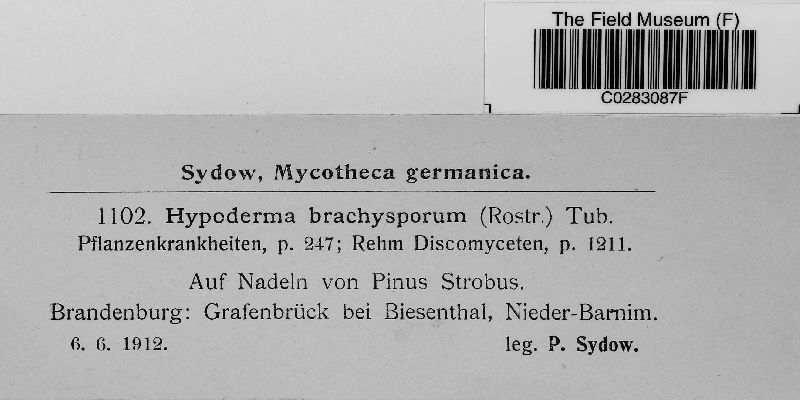 The Field Museum (F)
C0283087F
Sydow, Mycotheca germanica.
1102. Hypoderma brachysporum (Rostr.) Tub.
Pflanzenkrankheiten, p. 247; Rehm Discomyceten, p. 1211.
Auf Nadeln von Pinus Strobus.
Brandenburg: Grafenbrück bei Biesenthal, Nieder-Barnim.
6. 6. 1912. leg. P. Sydow.